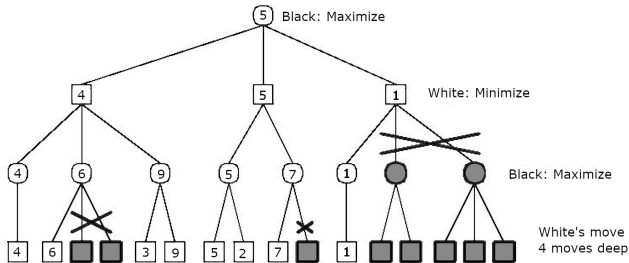 5 Black: Maximize
4 5 1 White: Minimize
4 6 9 5 7 1 Black: Maximize
White's move
4 6 3 9 5 2 7 1 4 moves deep